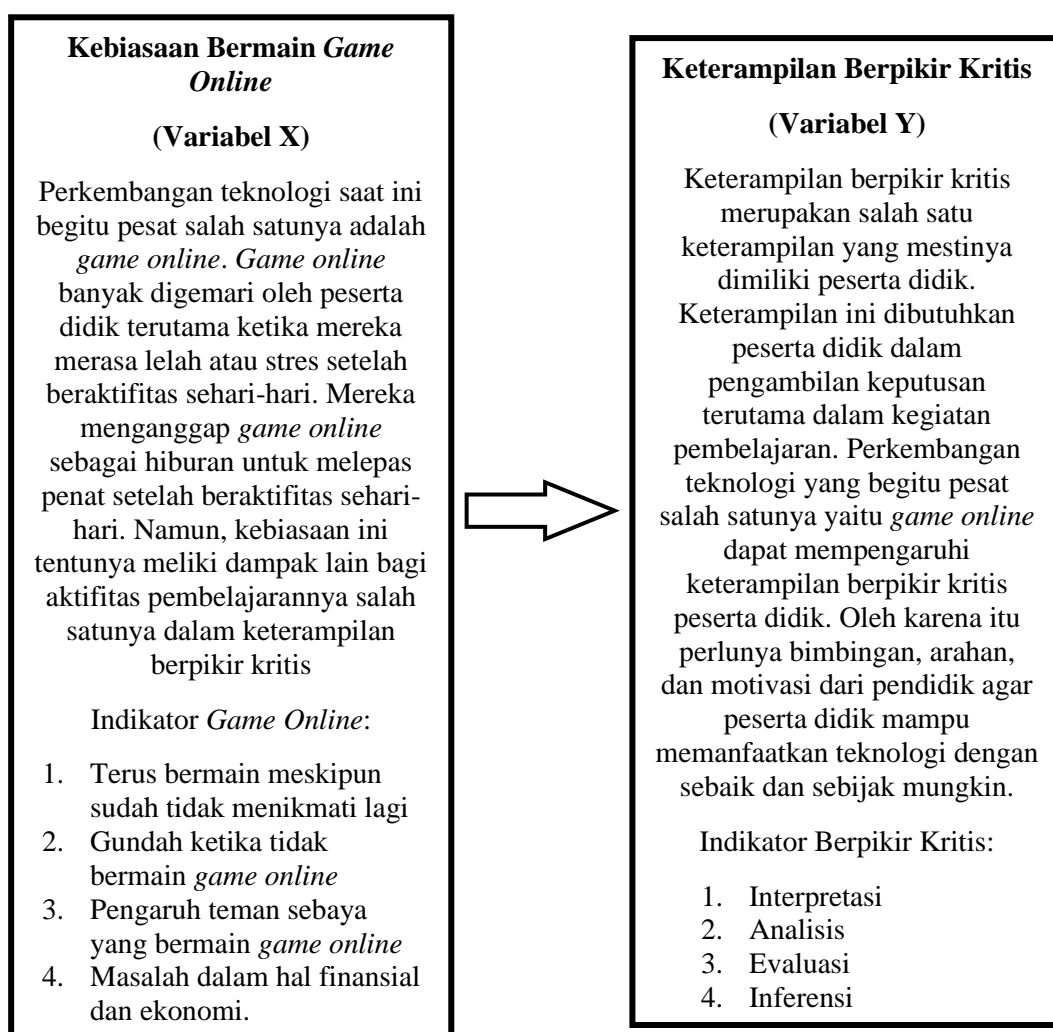 Kebiasaan Bermain Game
Online
(Variabel X)
Perkembangan teknologi saat ini
begitu pesat salah satunya adalah
game online. Game online
banyak digemari oleh peserta
didik terutama ketika mereka
merasa lelah atau stres setelah
beraktifitas sehari-hari. Mereka
menganggap game online
sebagai hiburan untuk melepas
penat setelah beraktifitas sehari-
hari. Namun, kebiasaan ini
tentunya meliki dampak lain bagi
aktifitas pembelajarannya salah
satunya dalam keterampilan
berpikir kritis
Indikator Game Online:
1. Terus bermain meskipun
sudah tidak menikmati lagi
2. Gundah ketika tidak
bermain game online
3. Pengaruh teman sebaya
yang bermain game online
4. Masalah dalam hal finansial
dan ekonomi.
Keterampilan Berpikir Kritis
(Variabel Y)
Keterampilan berpikir kritis
merupakan salah satu
keterampilan yang mestinya
dimiliki peserta didik.
Keterampilan ini dibutuhkan
peserta didik dalam
pengambilan keputusan
terutama dalam kegiatan
pembelajaran. Perkembangan
teknologi yang begitu pesat
salah satunya yaitu game online
dapat mempengaruhi
keterampilan berpikir kritis
peserta didik. Oleh karena itu
perlunya bimbingan, arahan,
dan motivasi dari pendidik agar
peserta didik mampu
memanfaatkan teknologi dengan
sebaik dan sebijak mungkin.
Indikator Berpikir Kritis:
1. Interpretasi
2. Analisis
3. Evaluasi
4. Inferensi